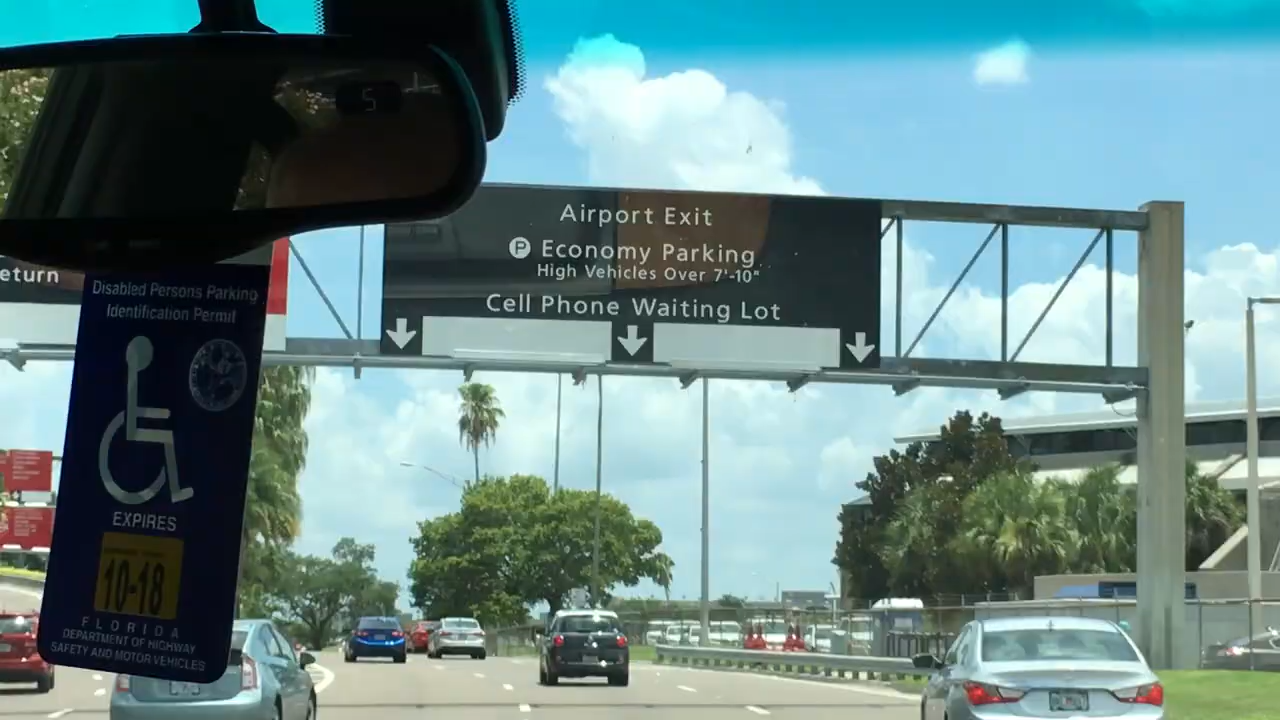 Airport Exit
P Economy Parking
High Vehicles Over 7'-10"
Cell Phone Waiting Lot
eturn
Disabled Persons Parking
Identification Permit
EXPIRES
10-18
FLORIDA
DEPARTMENT OF HIGHWAY
SAFETY AND MOTOR VEHICLES
S